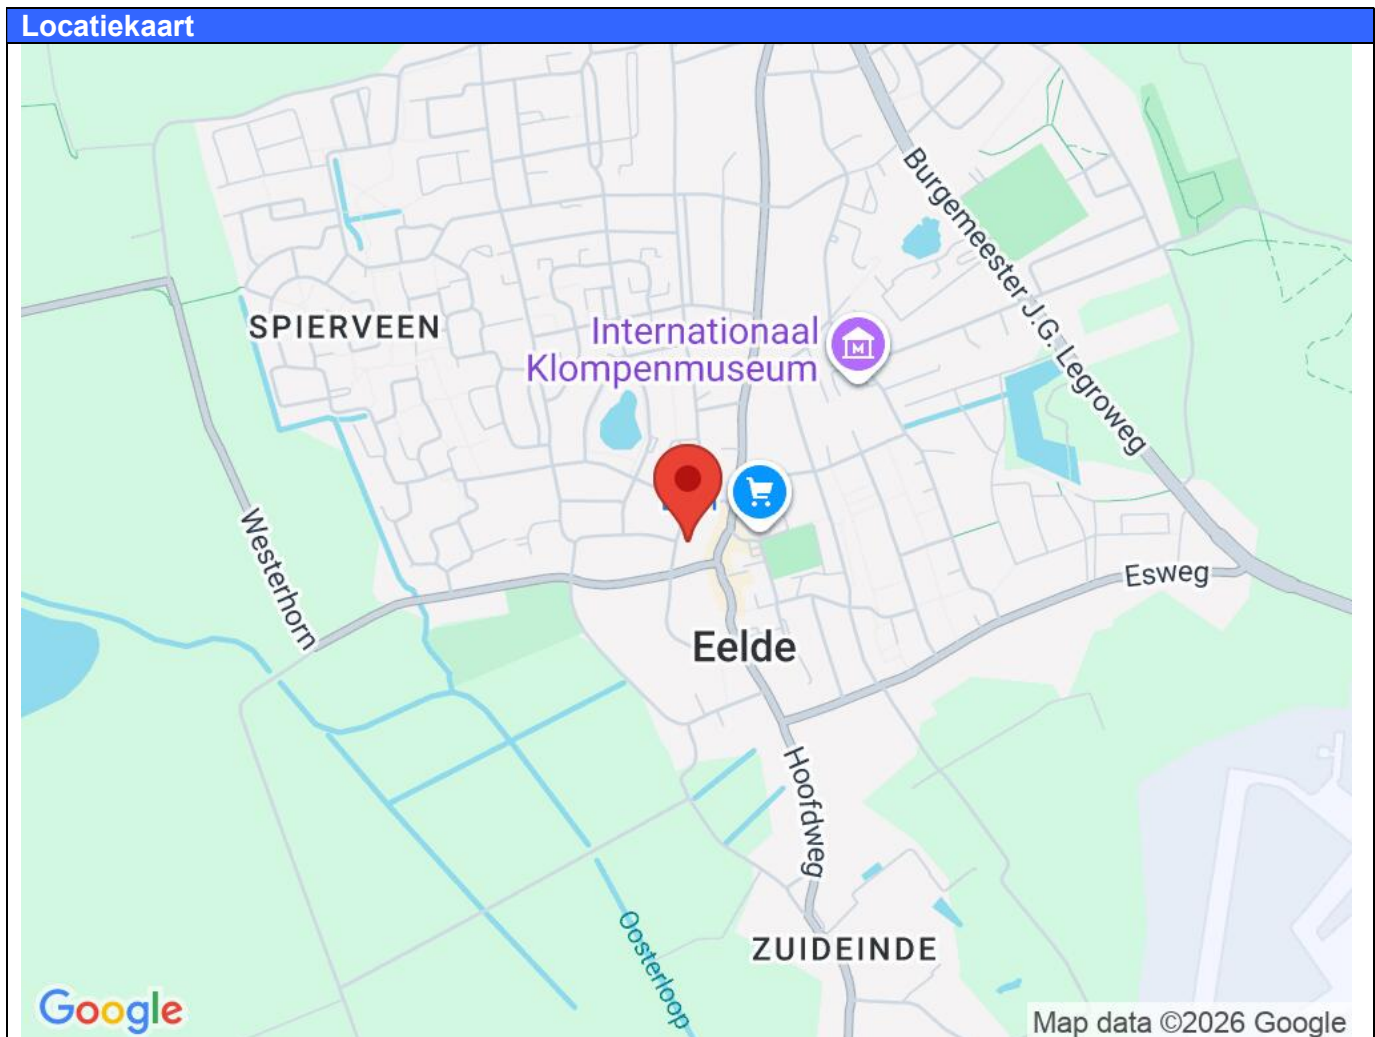 Locatiekaart
Burgemeester J.G. Legroweg
SPIERVEEN
Internationaal
Klompenmuseum
Westerhorn
Esweg
Eelde
Hoofdweg
Oosterloop
ZUIDEINDE
Google
Map data ©2026 Google